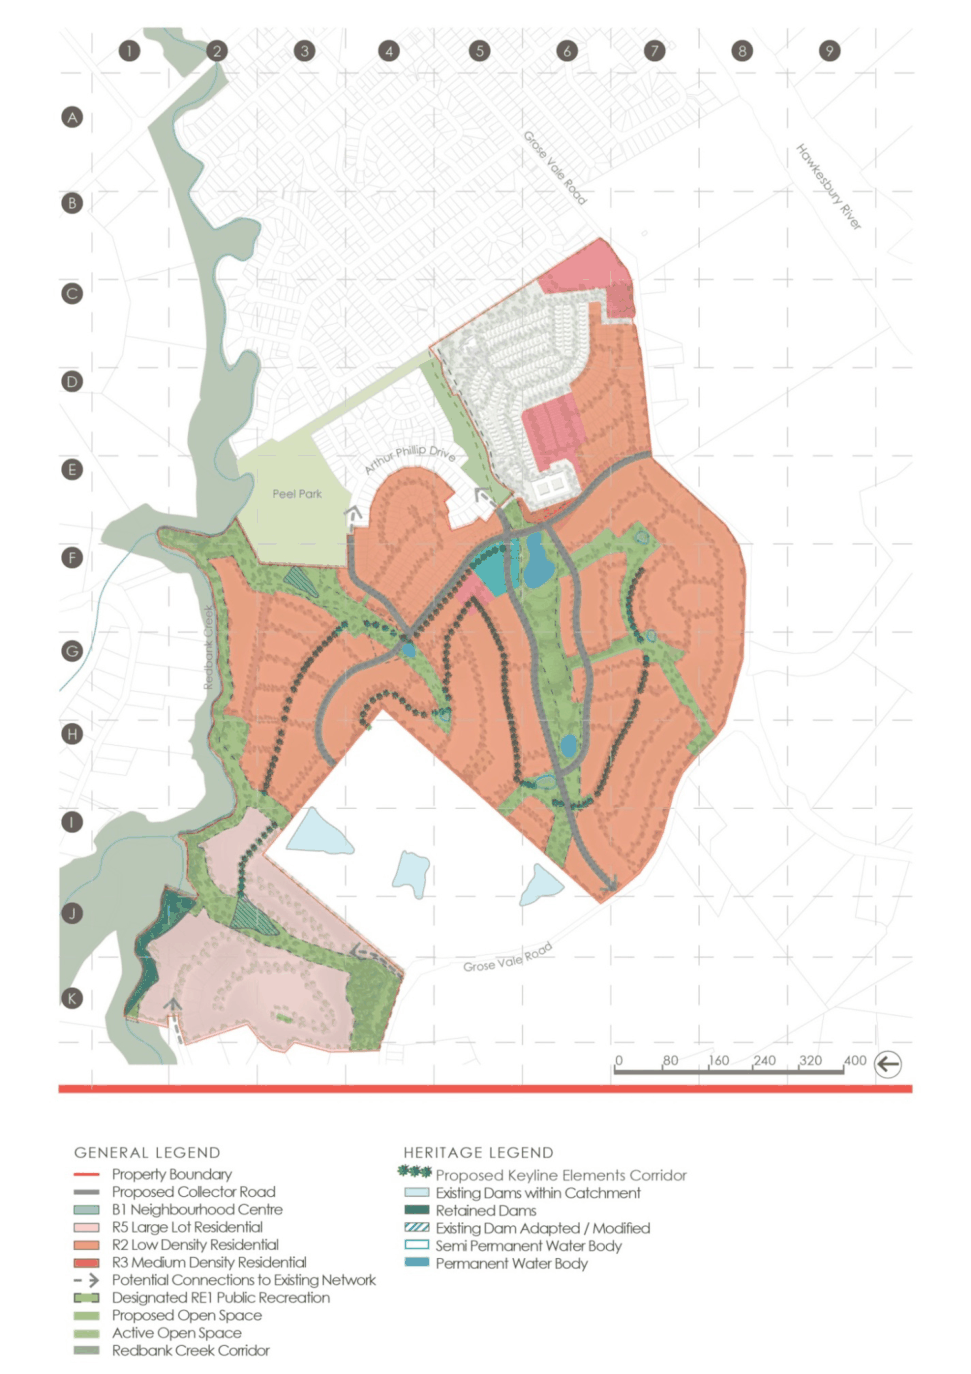 1 2 3 4 5 6 7 8 9
A
Grose Vale Road
Hawkesbury River
B
C
D
Arthur Phillip Drive
E
Peel Park
F
Redbank Creek
G
H
I
J
Grose Vale Road
K
0 80 160 240 320 400
GENERAL LEGEND
Property Boundary
Proposed Collector Road
B1 Neighbourhood Centre
R5 Large Lot Residential
R2 Low Density Residential
R3 Medium Density Residential
Potential Connections to Existing Network
Designated RE1 Public Recreation
Proposed Open Space
Active Open Space
Redbank Creek Corridor
HERITAGE LEGEND
Proposed Keyline Elements Corridor
Existing Dams within Catchment
Retained Dams
Existing Dam Adapted / Modified
Semi Permanent Water Body
Permanent Water Body